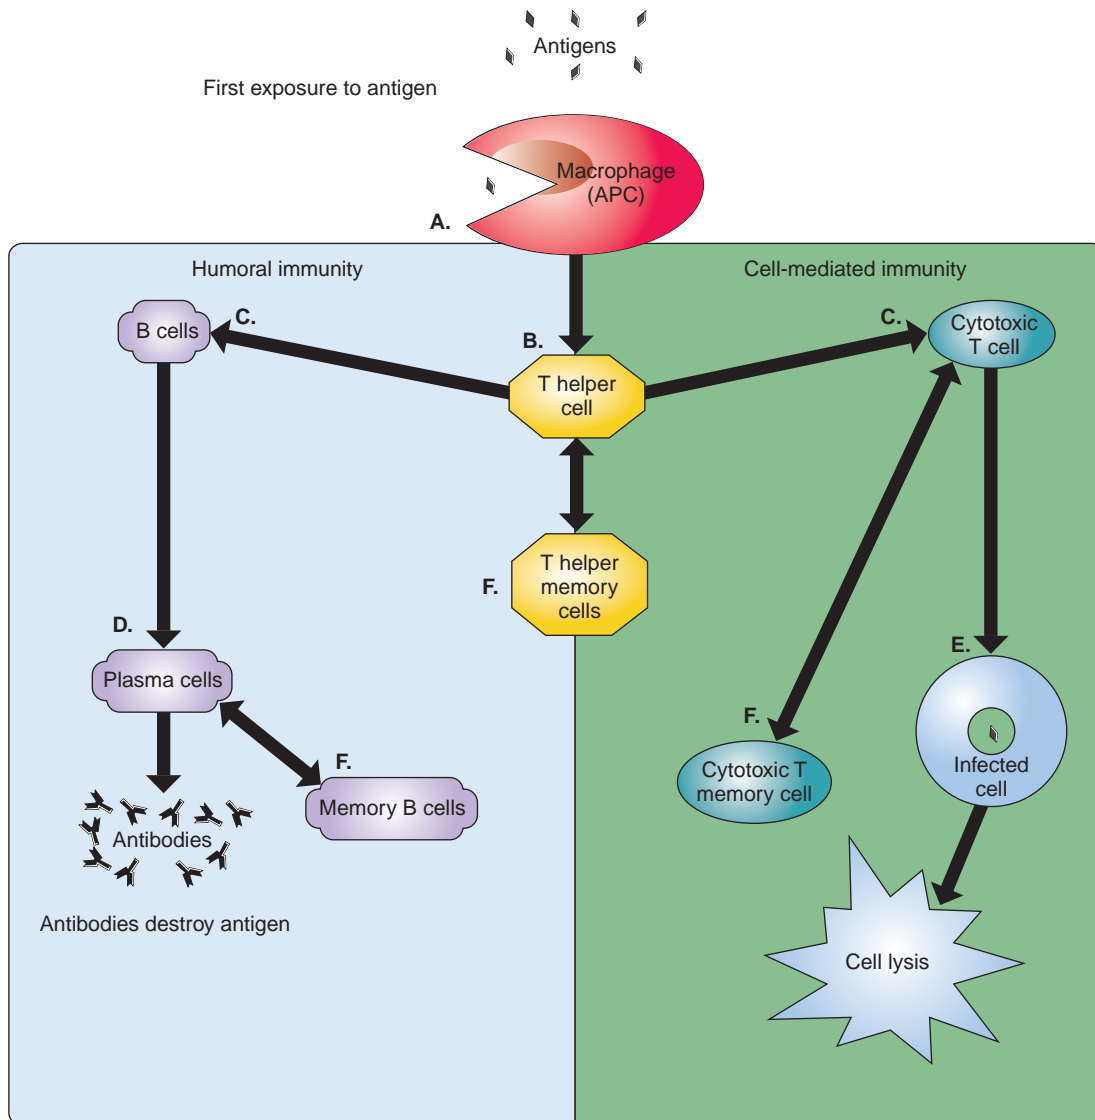 Antigens
First exposure to antigen
Macrophage
(APC)
A.
Humoral immunity
Cell-mediated immunity
B cells
C.
B.
C.
Cytotoxic
T cell
T helper
cell
T helper
memory
cells
F.
D.
Plasma cells
E.
F.
F.
Infected
cell
Cytotoxic T
memory cell
Memory B cells
Antibodies
Antibodies destroy antigen
Cell lysis